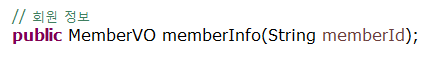 // 회원 정보
public MemberVO memberInfo(String memberId);